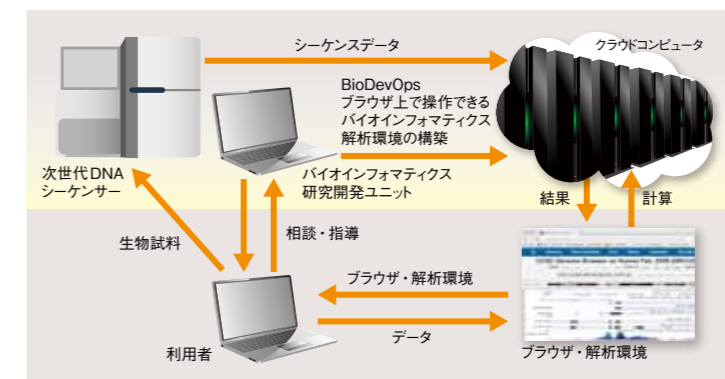 シーケンスデータ
クラウドコンピュータ
BioDevOps
ブラウザ上で操作できる
バイオインフォマティクス
解析環境の構築
次世代DNA
シーケンサー
バイオインフォマティクス
研究開発ユニット
結果
計算
生物試料
相談・指導
ブラウザ・解析環境
データ
利用者
ブラウザ・解析環境